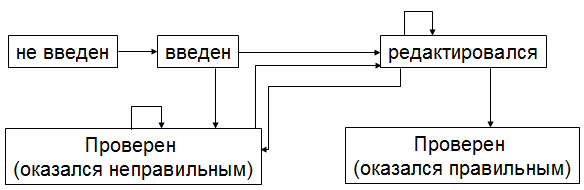 не введен
введен
редактировался
Проверен
(оказался неправильным)
Проверен
(оказался правильным)